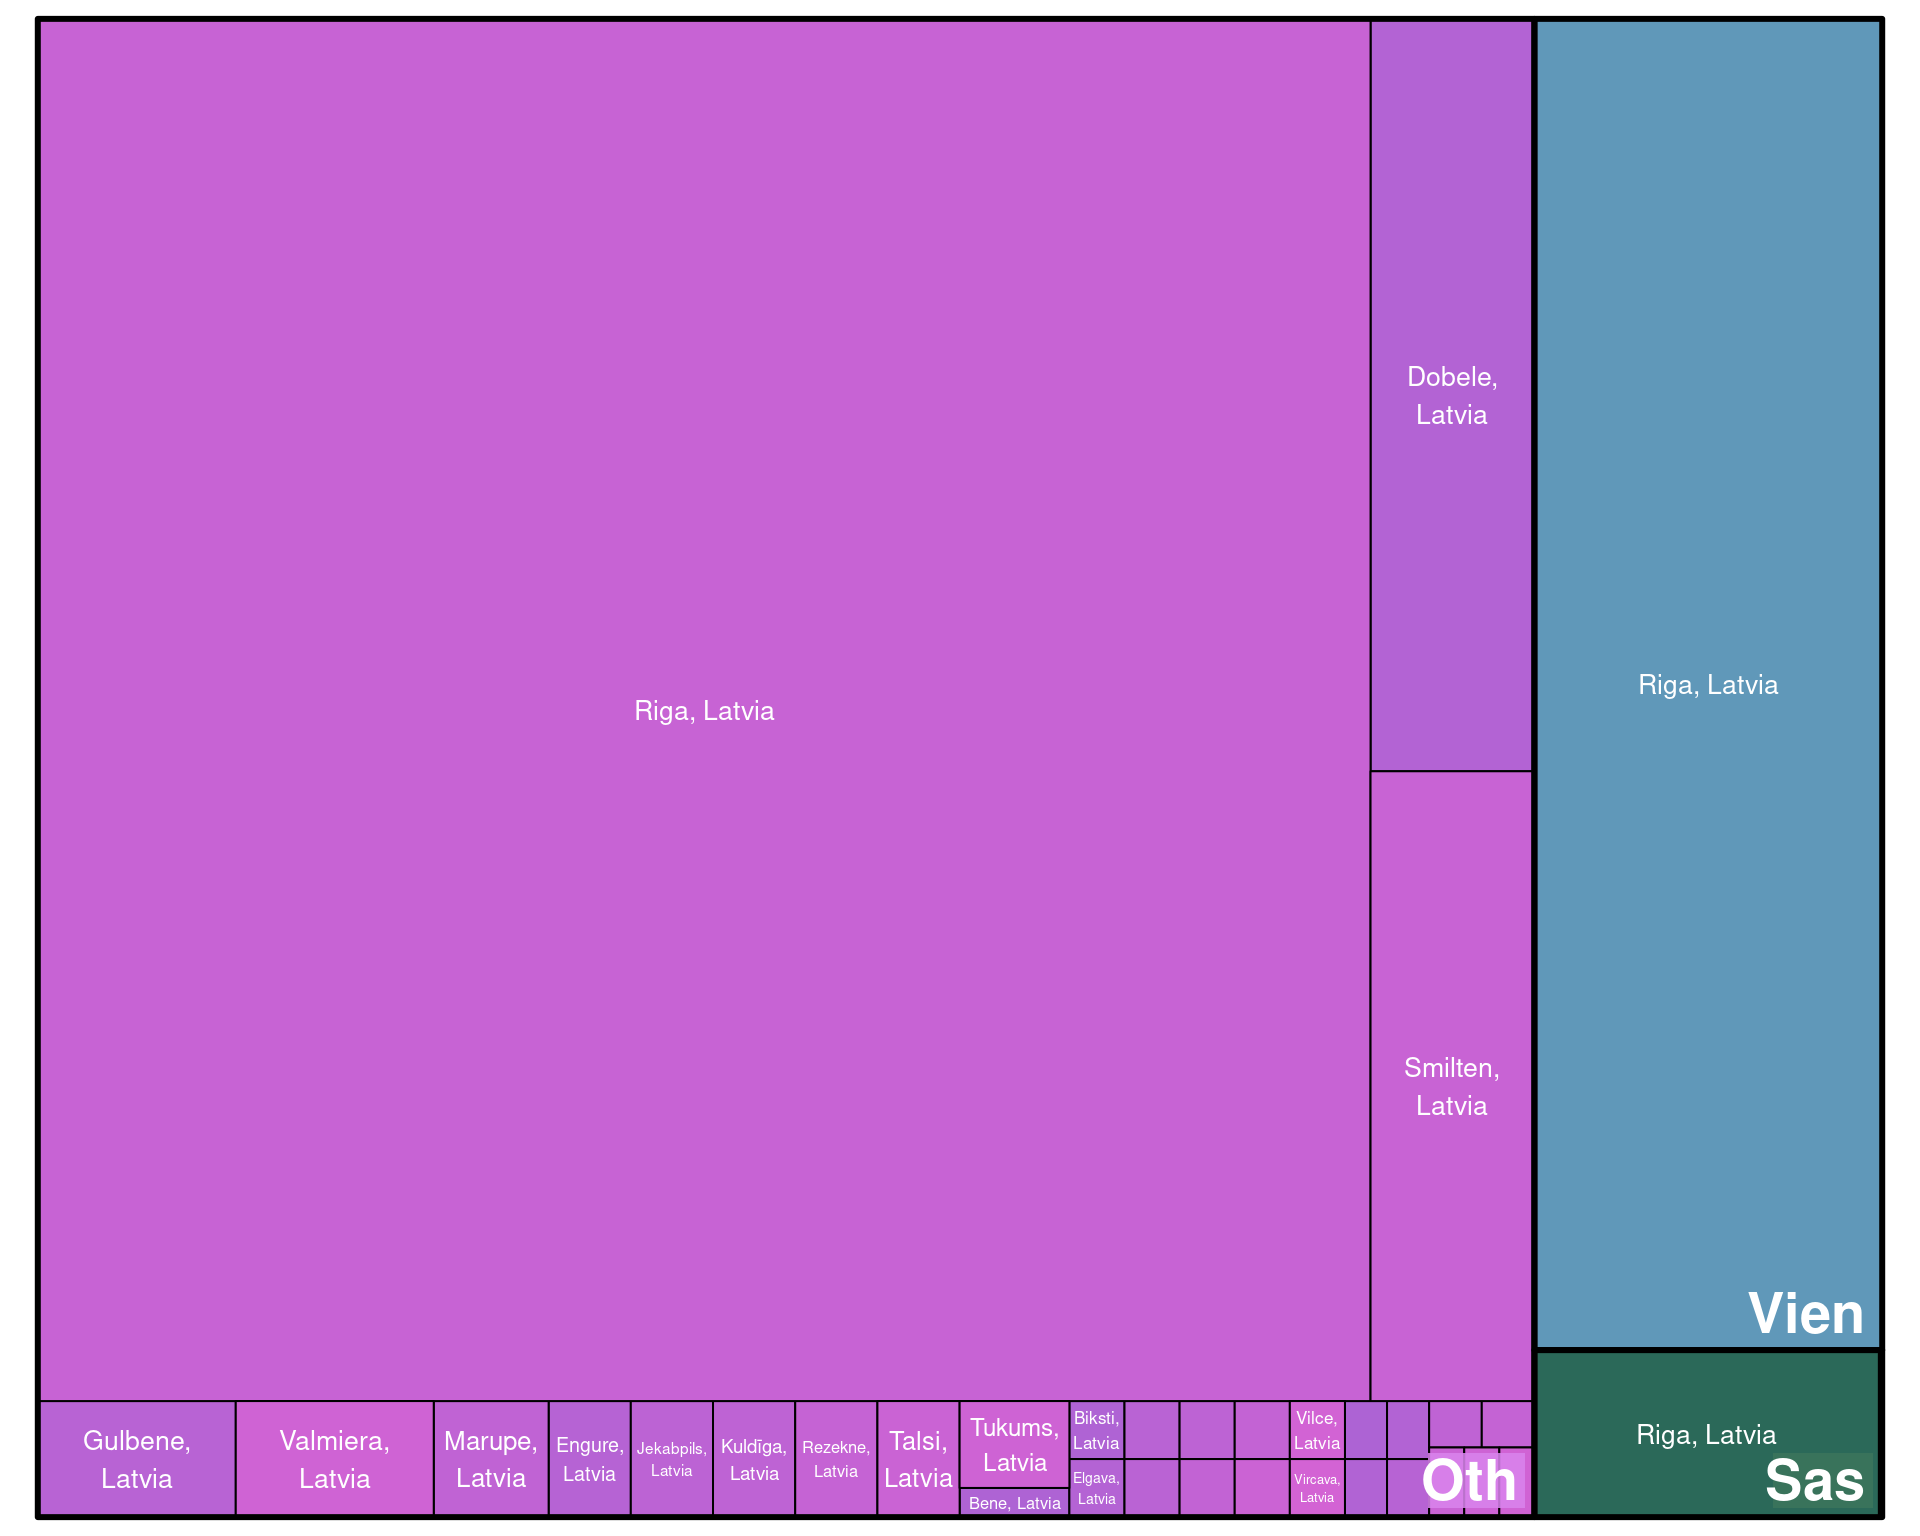 Riga, Latvia
Dobele,
Latvia
Smilten,
Latvia
Riga, Latvia
Vien
Riga, Latvia
Sas
Gulbene,
Latvia
Valmiera,
Latvia
Marupe,
Latvia
Engure,
Latvia
Jekabpils,
Latvia
Kuldīga,
Latvia
Rezekne,
Latvia
Talsi,
Latvia
Tukums,
Latvia
Bene, Latvia
Biksti,
Latvia
Elgava,
Latvia
Vilce,
Latvia
Vircava,
Latvia
Oth